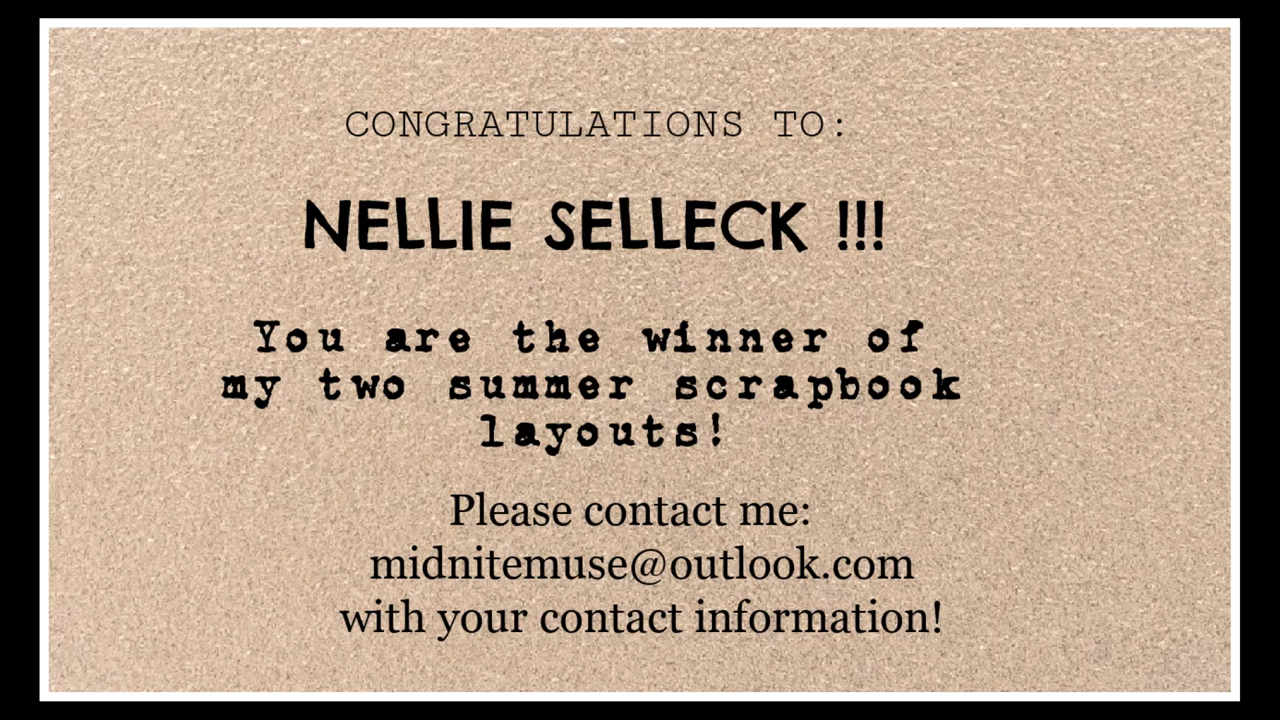 CONGRATULATIONS TO:
NELLIE SELLECK !!!
You are the winner of
my two summer scrapbook
layouts!
Please contact me:
midnitemuse@outlook.com
with your contact information!